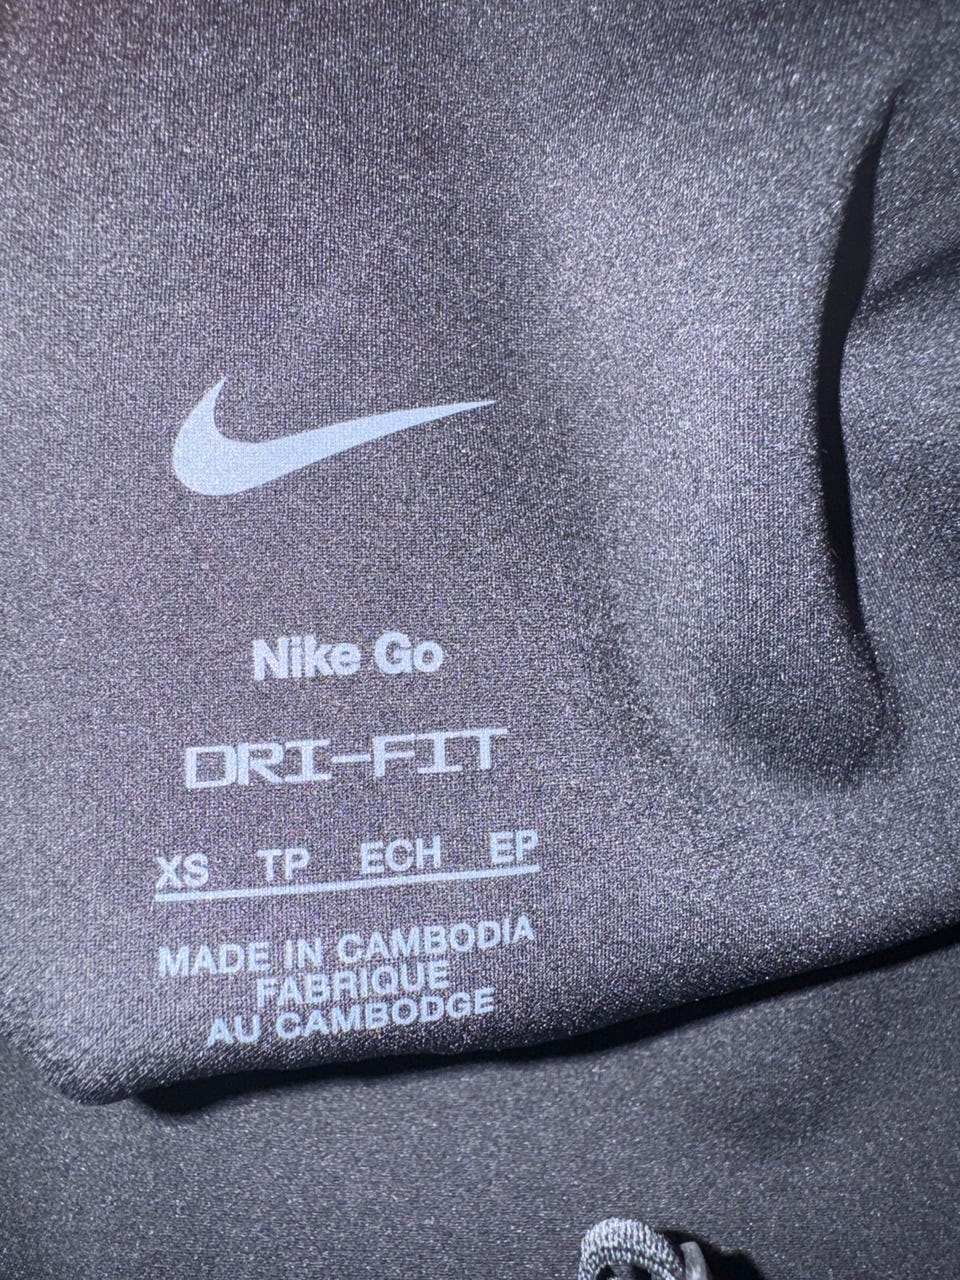 Nike Go
DRI-FIT
XS TP ECH EP
MADE IN CAMBODIA
FABRIQUE
AU CAMBODGE